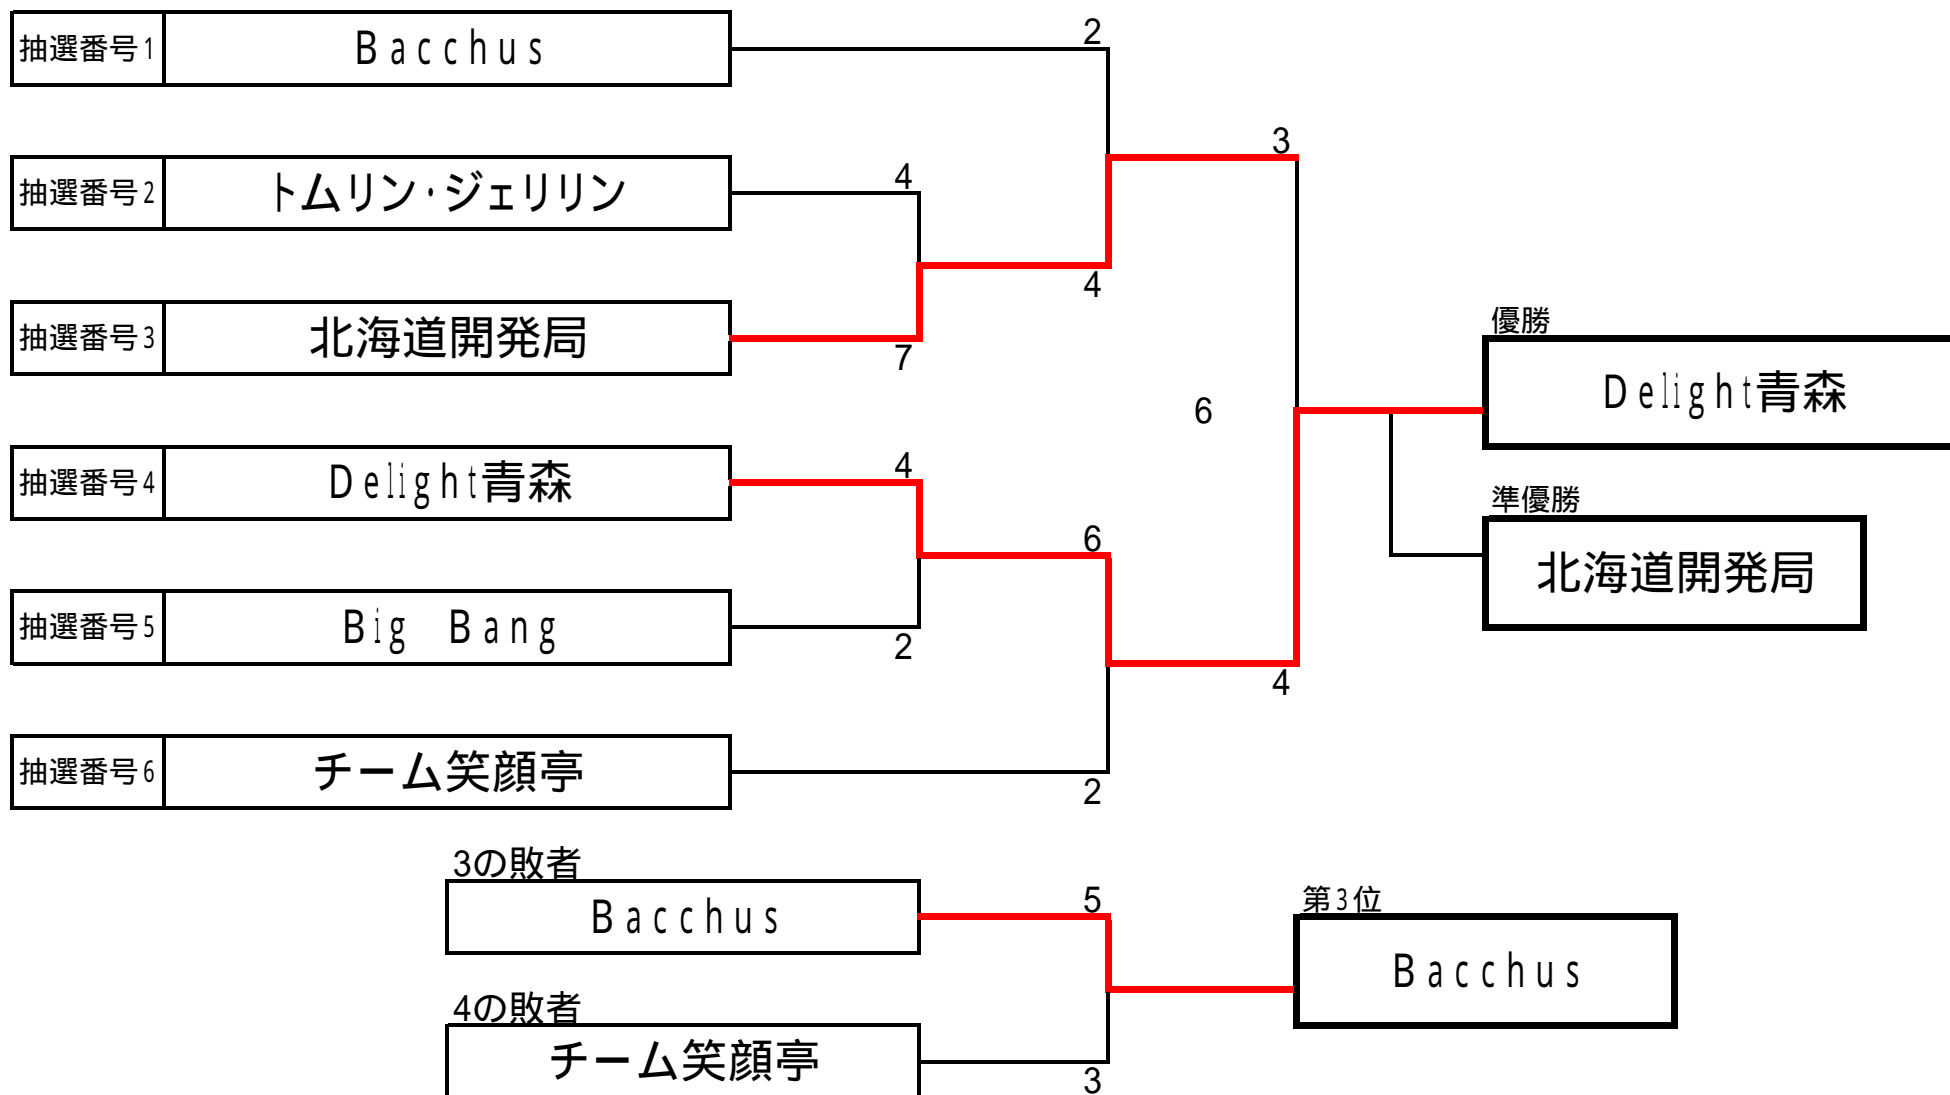 2
抽選番号1 Bacchus
3
抽選番号2 トムリン・ジェリリン
4
4
抽選番号3 北海道開発局
7
優勝
Delight青森
6
抽選番号4 Delight青森
4
準優勝
6
北海道開発局
抽選番号5 Big Bang
2
4
抽選番号6 チーム笑顔亭
2
3の敗者
Bacchus
5
第3位
Bacchus
4の敗者
チーム笑顔亭
3